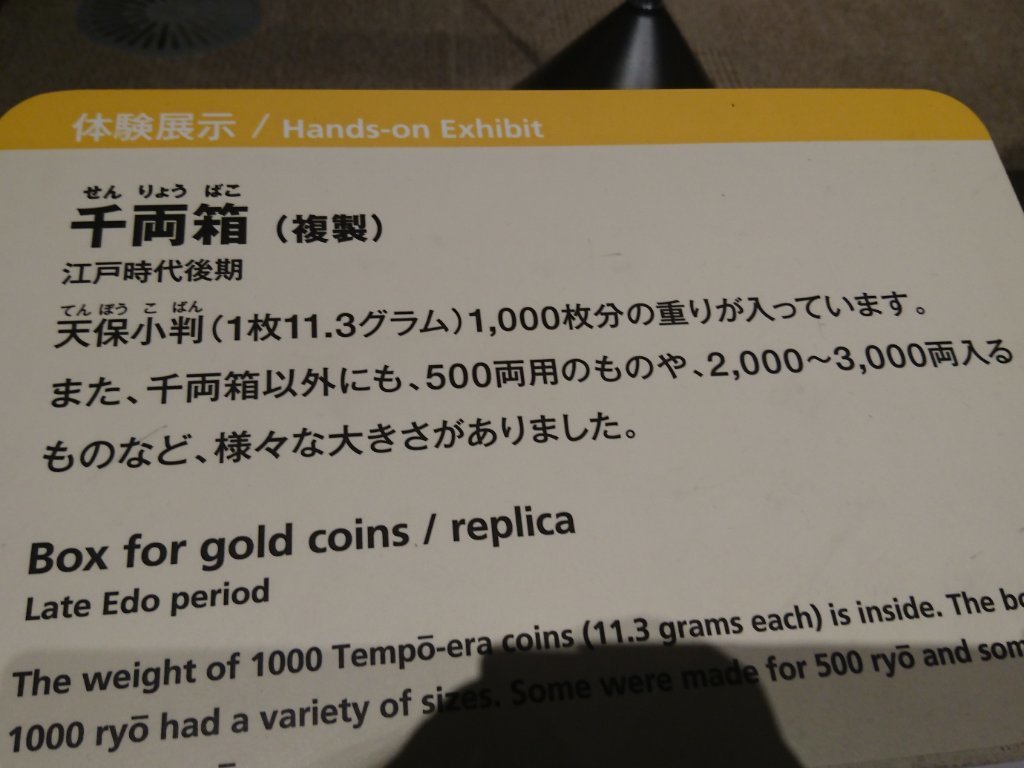 体験展示 / Hands-on Exhibit
せん りょう ばこ
千両箱（複製）
江戸時代後期
てん ぽう こ ばん
天保小判（1枚11.3グラム）1,000枚分の重りが入っています。
また、千両箱以外にも、500両用のものや、2,000～3,000両入る
ものなど、様々な大きさがありました。
Box for gold coins / replica
Late Edo period
The weight of 1000 Tempō-era coins (11.3 grams each) is inside. The
1000 ryō had a variety of sizes. Some were made for 500 ryō and